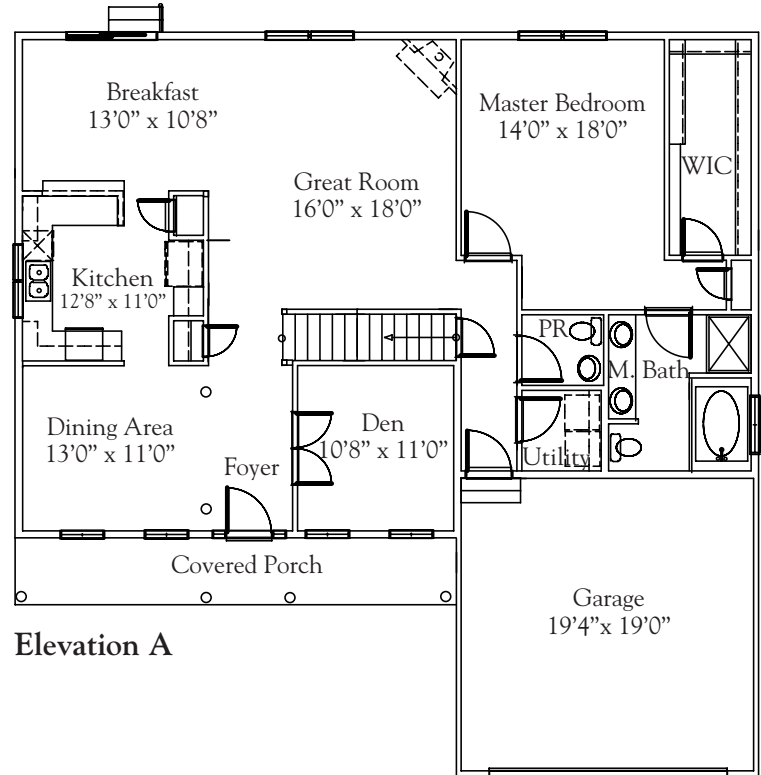 Breakfast
13’0” x 10’8”
Master Bedroom
14’0” x 18’0”
WIC
Great Room
16’0” x 18’0”
Kitchen
12’8” x 11’0”
PR
M. Bath
Dining Area
13’0” x 11’0”
Den
10’8” x 11’0”
Foyer
Utility
Covered Porch
Garage
19’4”x 19’0”
Elevation A